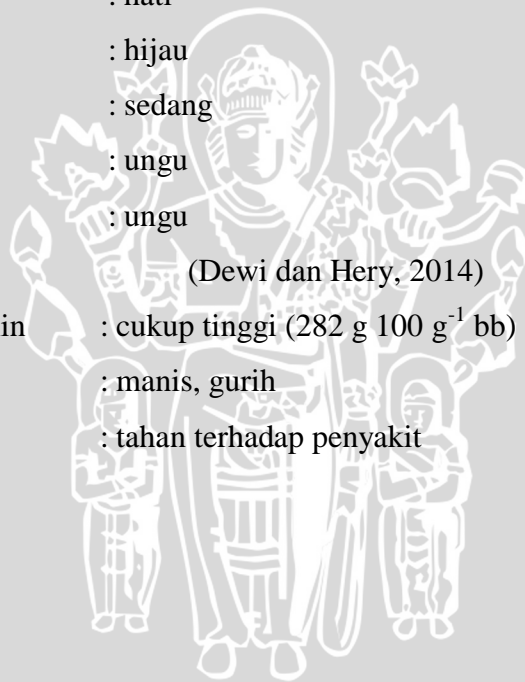 : hati
: hijau
: sedang
: ungu
: ungu
(Dewi dan Hery, 2014)
in : cukup tinggi (282 g 100 g-1 bb)
: manis, gurih
: tahan terhadap penyakit